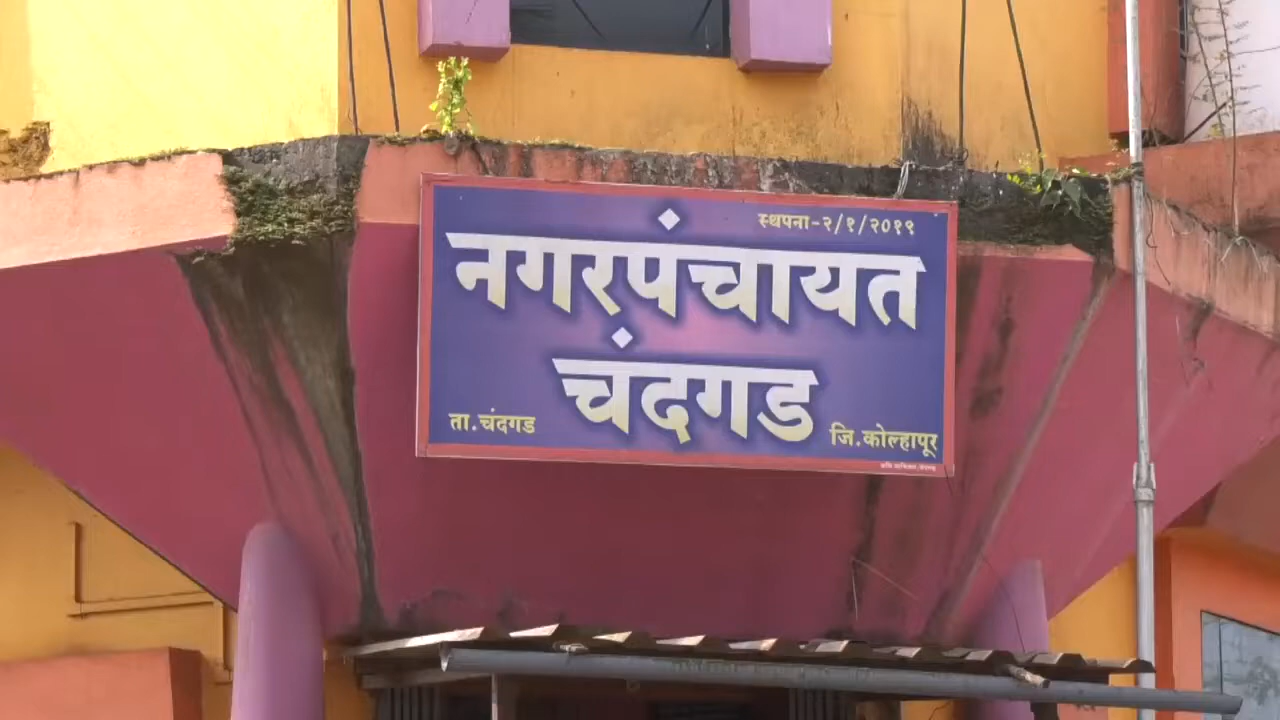 स्थपना-२/१/२०१९
नगरपंचायत
चंदगड
ता.चंदगड
जि.कोल्हापूर